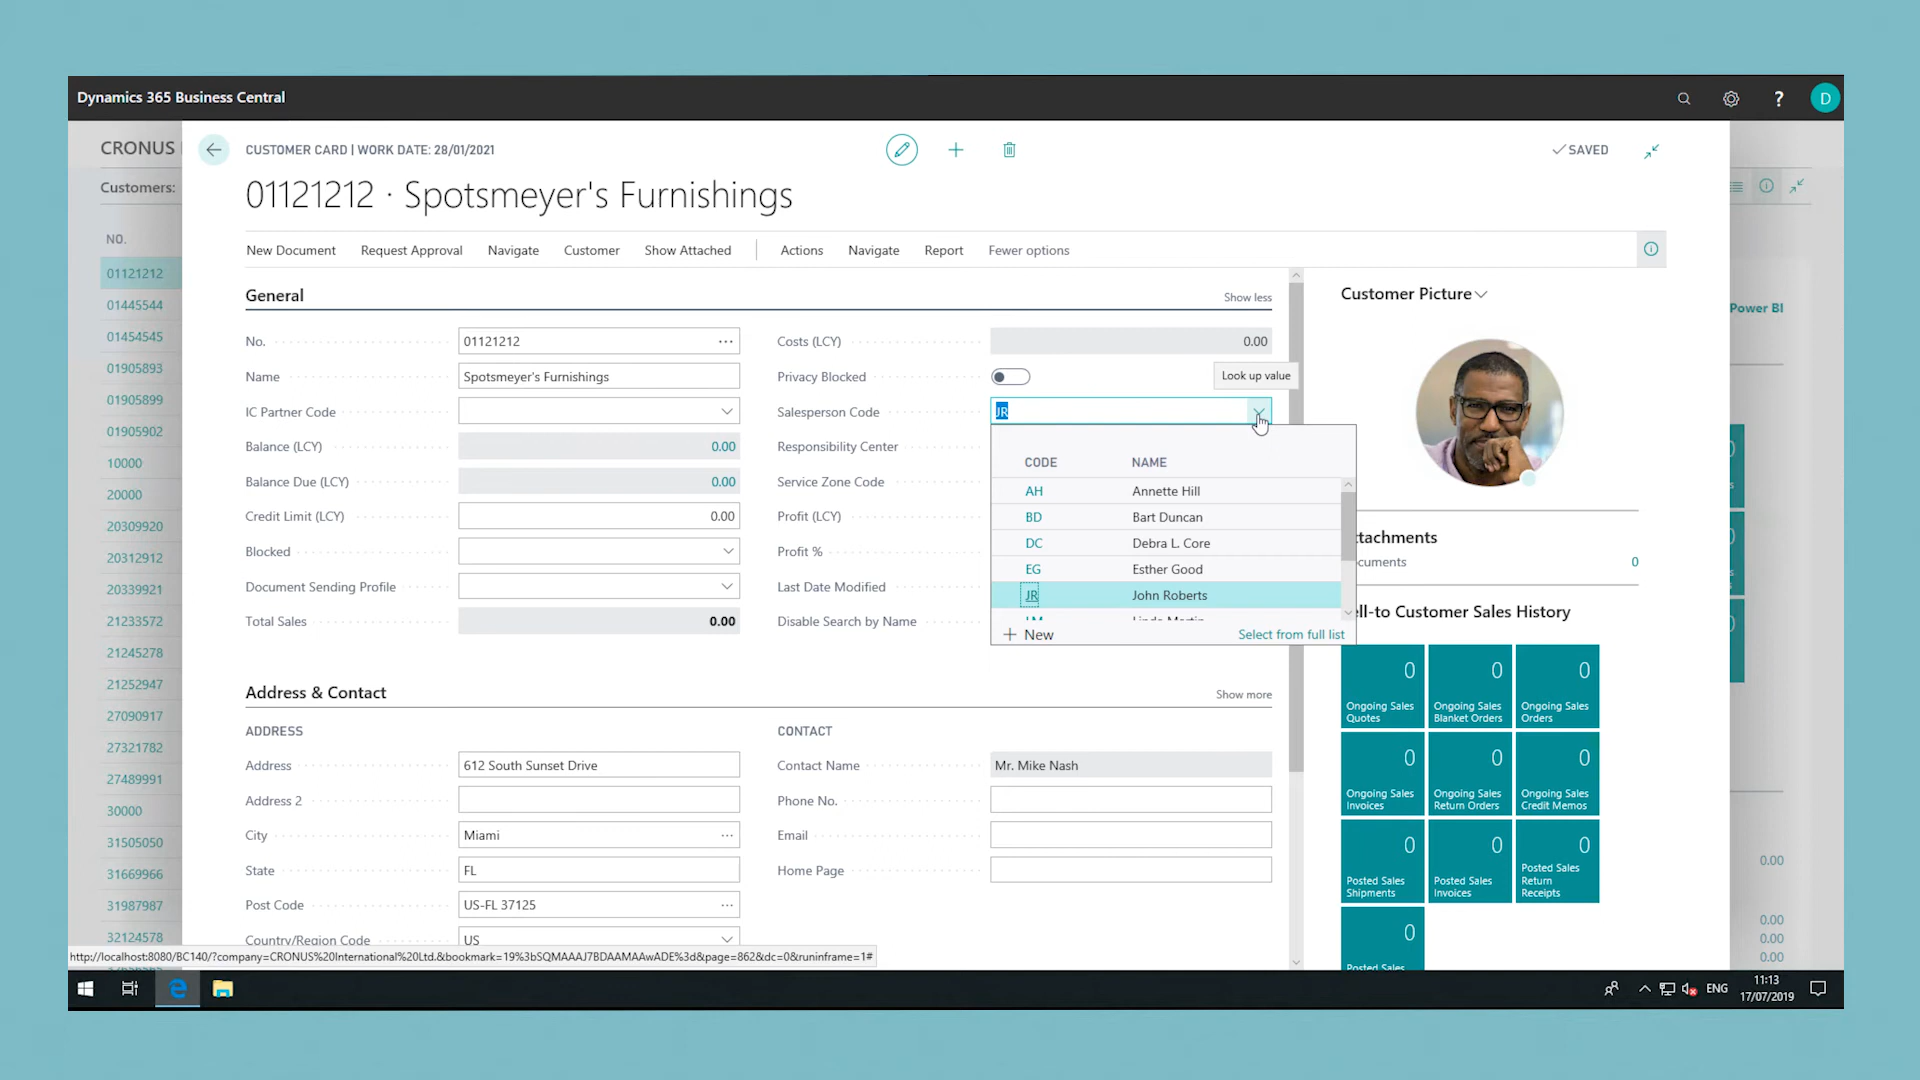 Dynamics 365 Business Central
?
D
CRONUS
CUSTOMER CARD | WORK DATE: 28/01/2021
SAVED
Customers:
01121212 · Spotsmeyer's Furnishings
NO.
New Document
Request Approval
Navigate
Customer
Show Attached
Actions
Navigate
Report
Fewer options
01121212
01445544
01454545
01905893
01905899
01905902
10000
20000
20309920
20312912
20339921
21233572
21245278
21252947
27090917
27321782
27489991
30000
31505050
31669966
31987987
32124578
General
Show less
No.
01121212
Name
Spotsmeyer's Furnishings
IC Partner Code
Balance (LCY)
0.00
Balance Due (LCY)
0.00
Credit Limit (LCY)
0.00
Blocked
Document Sending Profile
Total Sales
0.00
Costs (LCY)
0.00
Privacy Blocked
Look up value
Salesperson Code
JR
Responsibility Center
Service Zone Code
Profit (LCY)
Profit %
Last Date Modified
Disable Search by Name
CODE
NAME
AH
Annette Hill
BD
Bart Duncan
DC
Debra L. Core
EG
Esther Good
JR
John Roberts
+ New
Select from full list
Address & Contact
Show more
ADDRESS
Address
612 South Sunset Drive
Address 2
City
Miami
State
FL
Post Code
US-FL 37125
Country/Region Code
US
CONTACT
Contact Name
Mr. Mike Nash
Phone No.
Email
Home Page
Customer Picture
ttachments
cuments
0
ell-to Customer Sales History
0
Ongoing Sales
Quotes
0
Ongoing Sales
Blanket Orders
0
Ongoing Sales
Orders
0
Ongoing Sales
Invoices
0
Ongoing Sales
Return Orders
0
Ongoing Sales
Credit Memos
0
Posted Sales
Shipments
0
Posted Sales
Invoices
0
Posted Sales
Return
Receipts
0
Posted Sales
Power BI
0.00
0.00
0.00
0.00
http://localhost:8080/BC140/?company=CRONUS%20International%20Ltd.&bookmark=19%3bSQMAAAJ7BDAAMAAwADE%3d&page=862&dc=0&runinframe=1#
ENG
11:13
17/07/2019